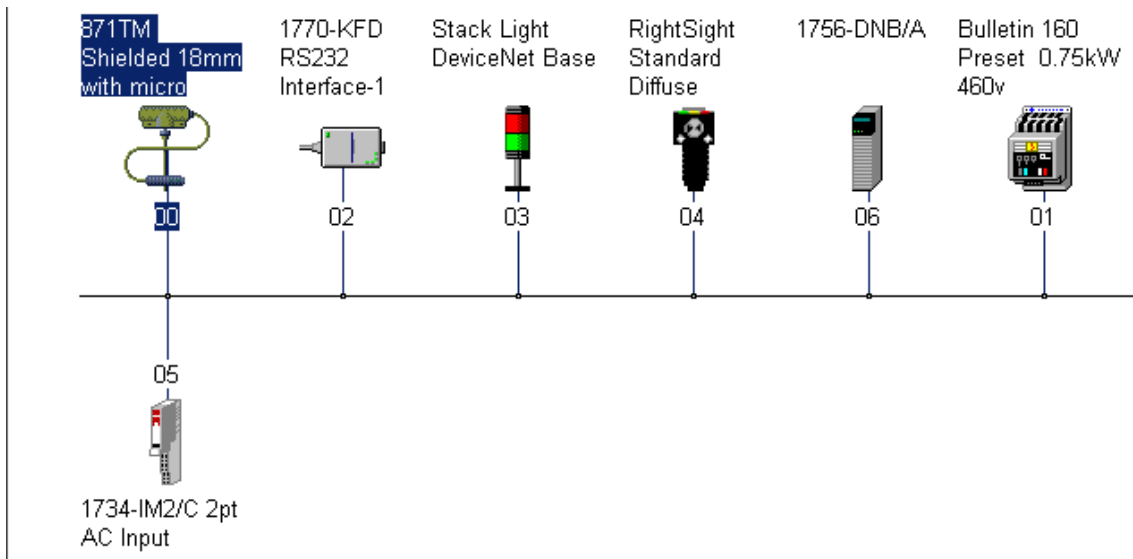 871TM
Shielded 18mm
with micro
00
1770-KFD
RS232
Interface-1
02
Stack Light
DeviceNet Base
03
RightSight
Standard
Diffuse
04
1756-DNB/A
06
Bulletin 160
Preset 0.75kW
460v
01
05
1734-IM2/C 2pt
AC Input